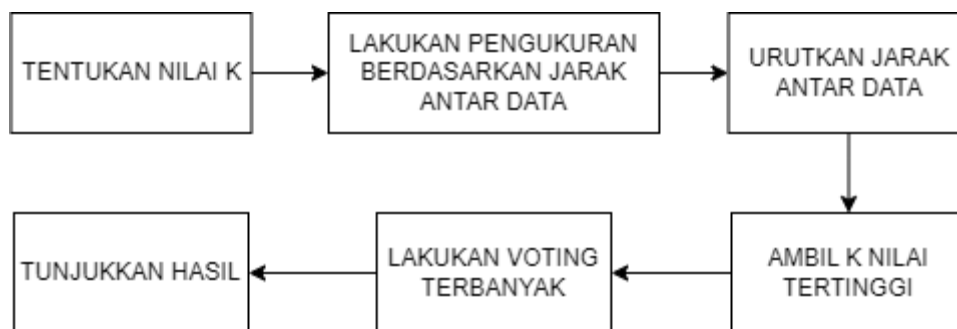 TENTUKAN NILAI K
LAKUKAN PENGUKURAN
BERDASARKAN JARAK
ANTAR DATA
URUTKAN JARAK
ANTAR DATA
AMBIL K NILAI
TERTINGGI
LAKUKAN VOTING
TERBANYAK
TUNJUKKAN HASIL